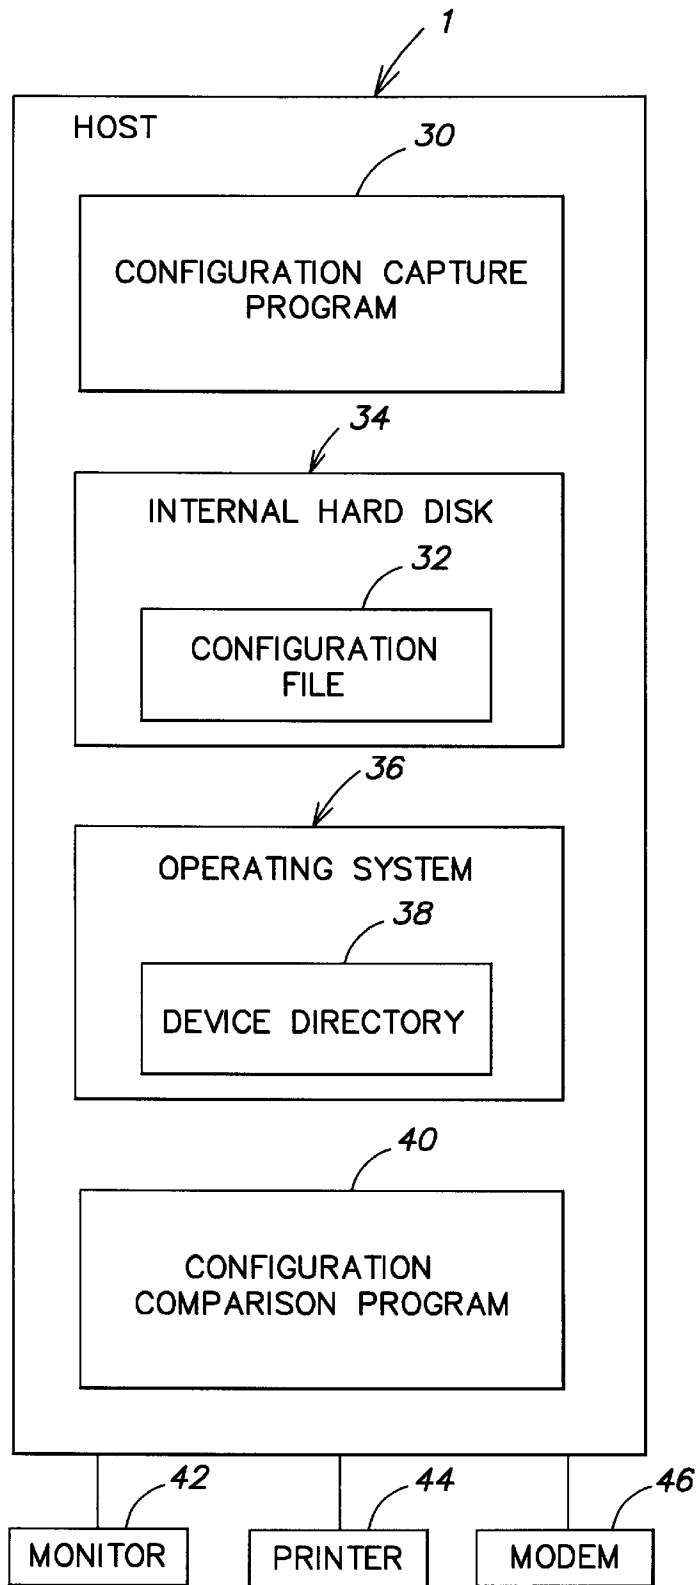 1
HOST
30
CONFIGURATION CAPTURE
PROGRAM
34
INTERNAL HARD DISK
32
CONFIGURATION
FILE
36
OPERATING SYSTEM
38
DEVICE DIRECTORY
40
CONFIGURATION
COMPARISON PROGRAM
42
44
46
MONITOR
PRINTER
MODEM